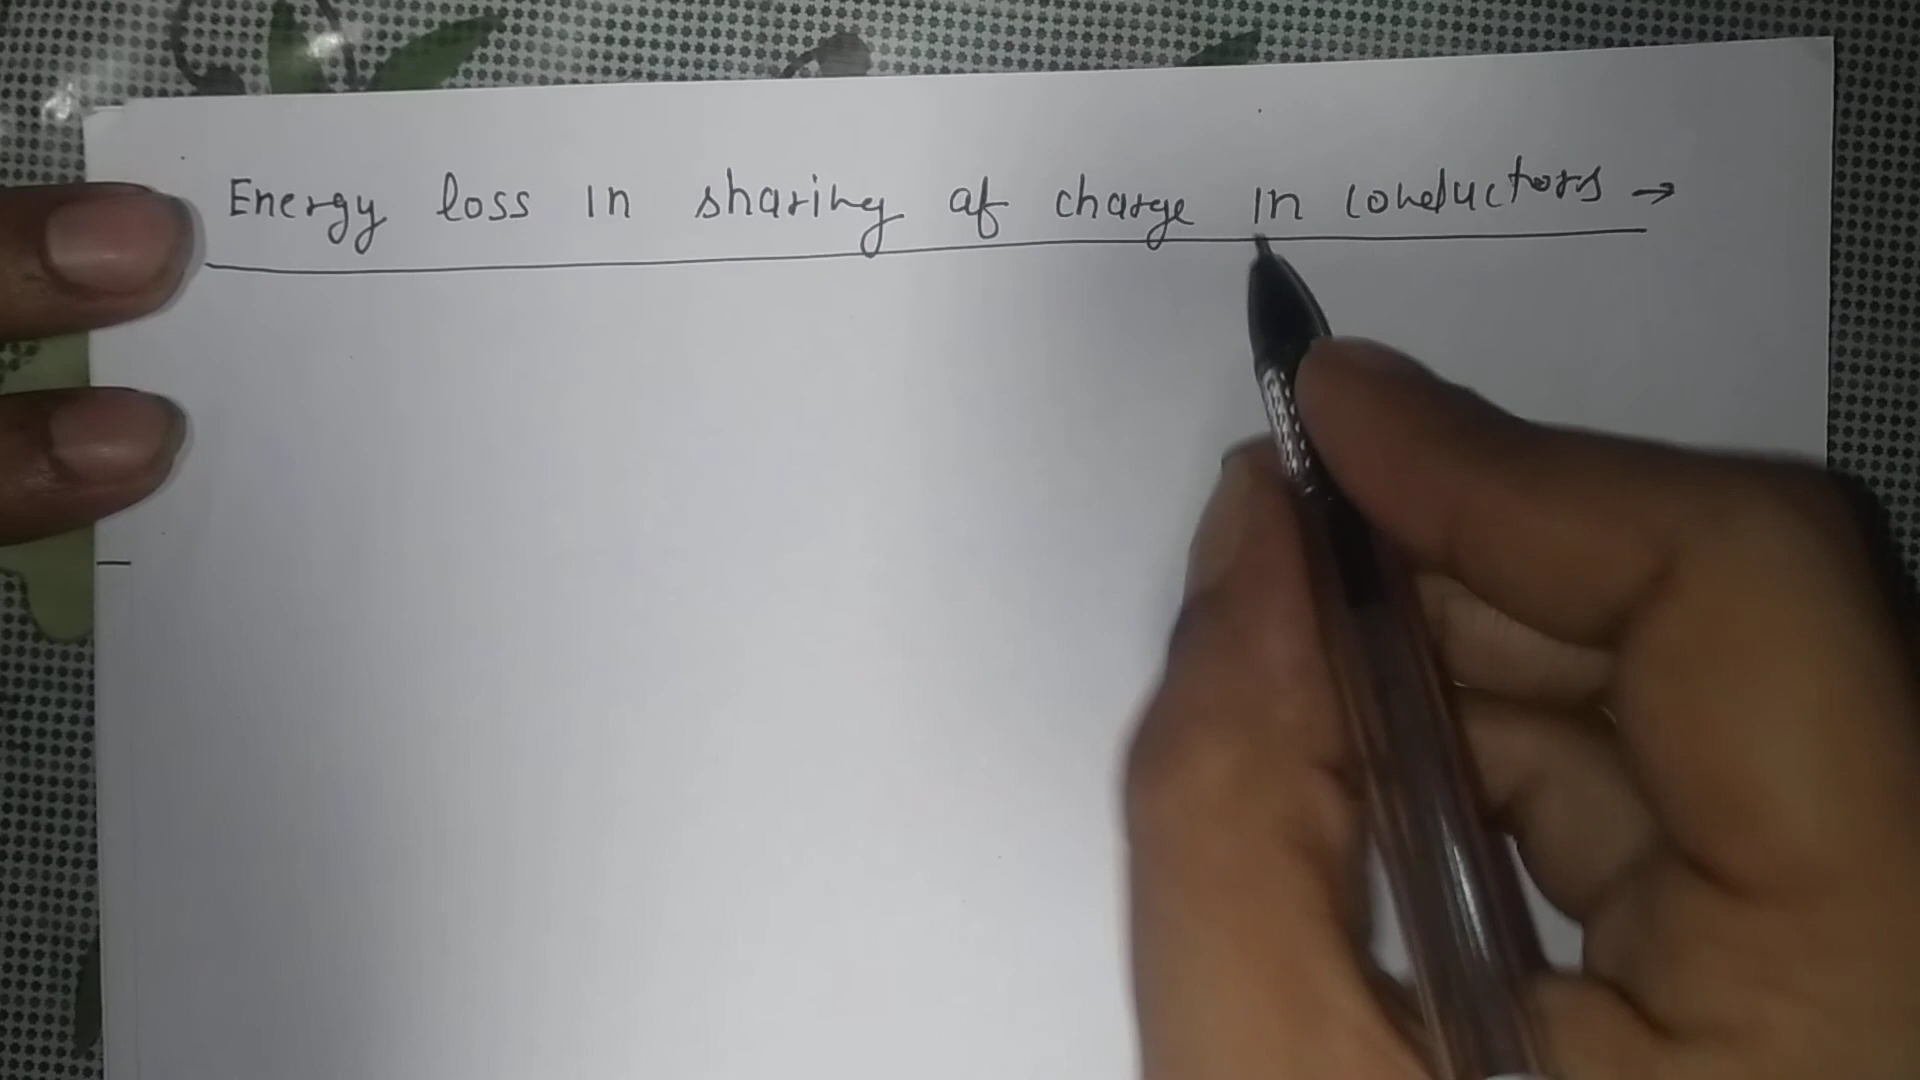 Energy loss in sharing of charge in conductors →